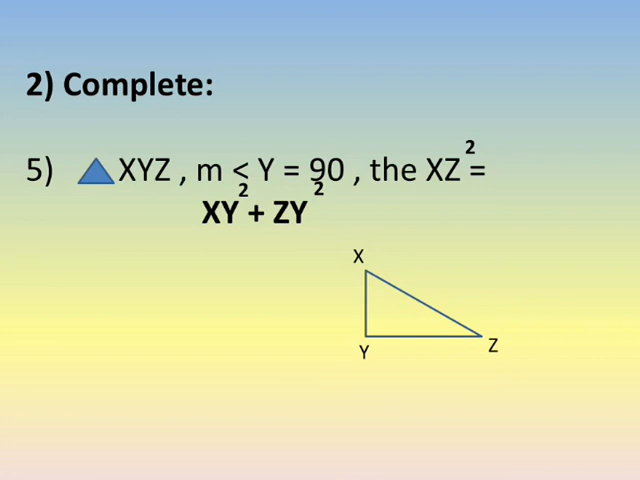 2) Complete:
5) XYZ , m < Y = 90 , the XZ² =
XY² + ZY²
X
Y
Z